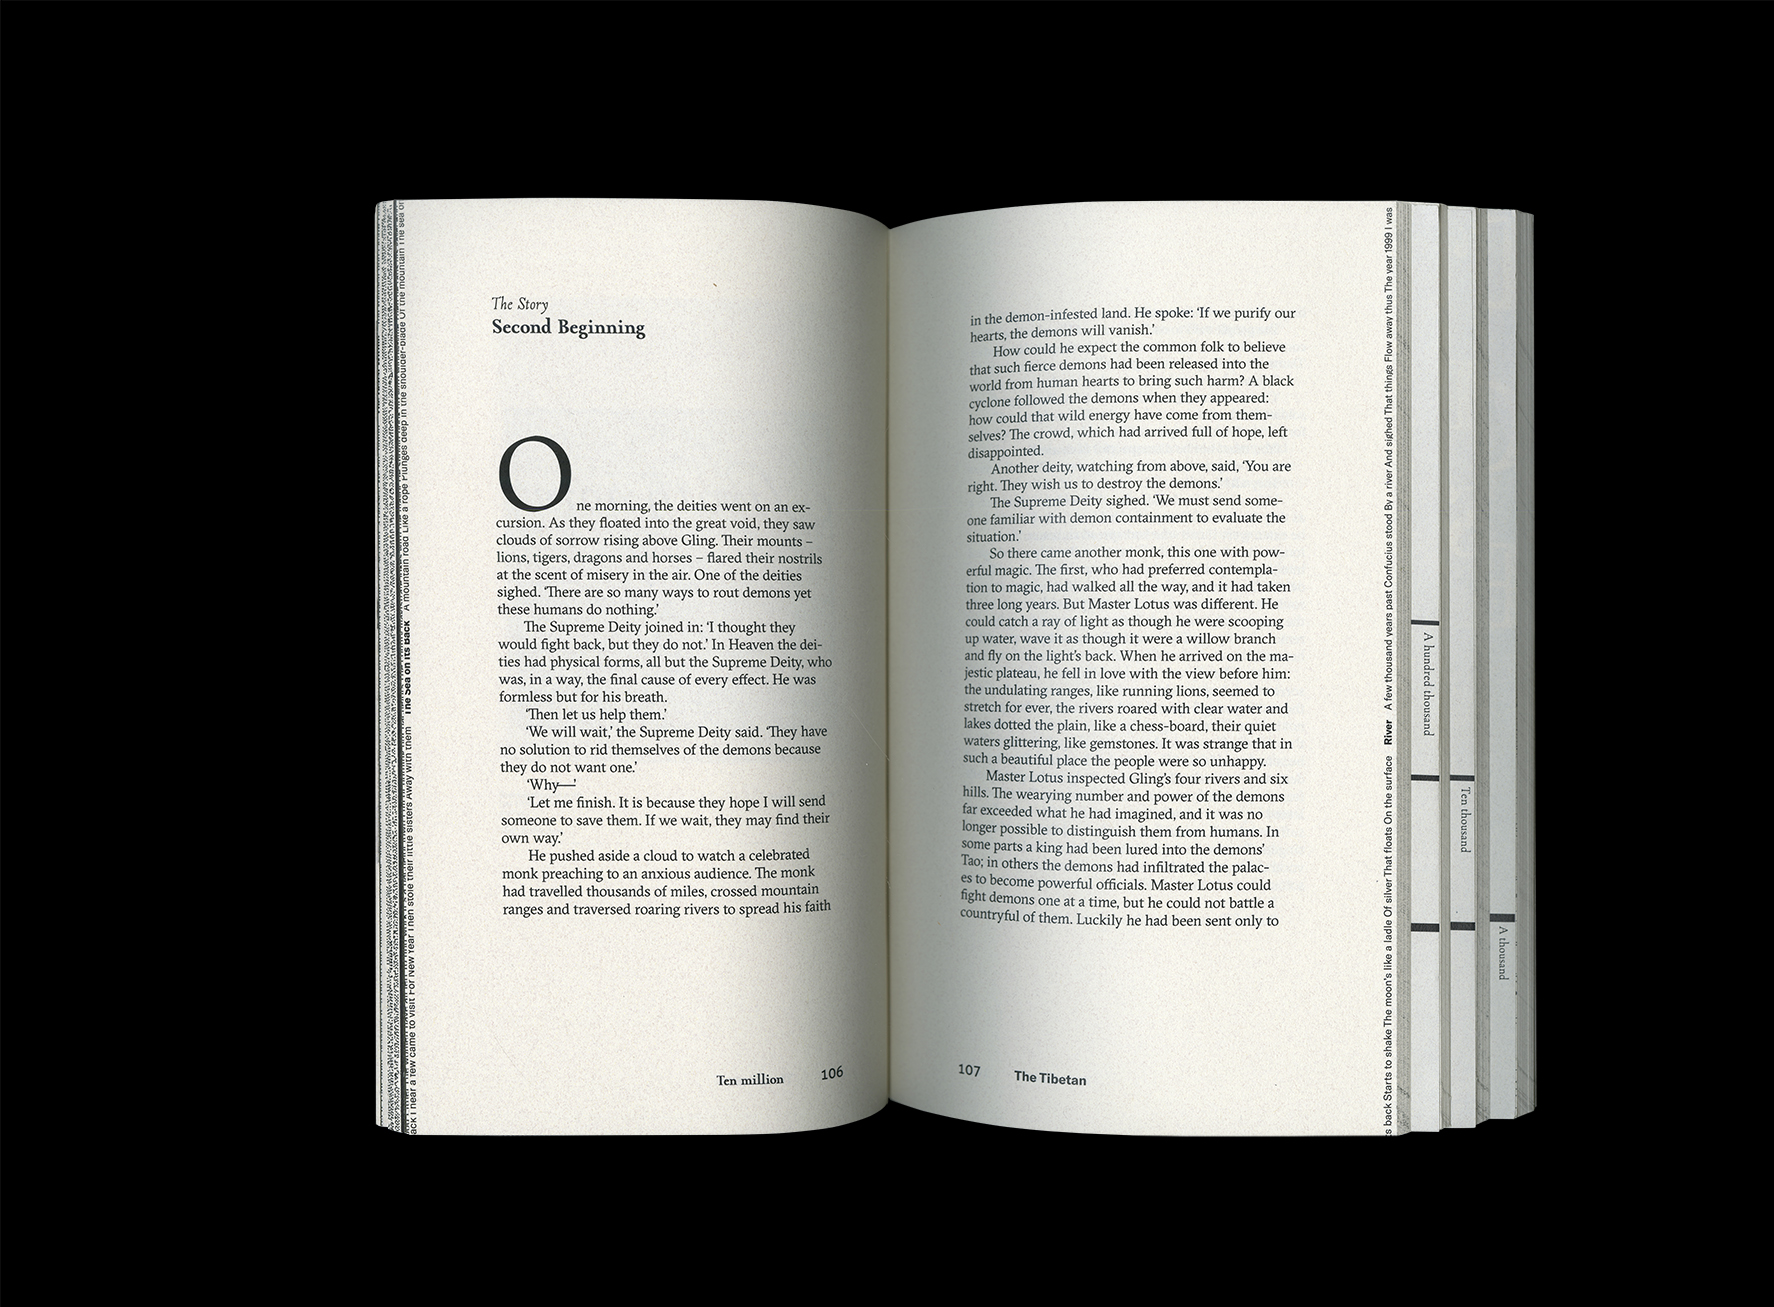 The Story
Second Beginning
One morning, the deities went on an ex-
cursion. As they floated into the great void, they saw
clouds of sorrow rising above Gling. Their mounts –
lions, tigers, dragons and horses – flared their nostrils
at the scent of misery in the air. One of the deities
sighed. ‘There are so many ways to rout demons yet
these humans do nothing.’
The Supreme Deity joined in: ‘I thought they
would fight back, but they do not.’ In Heaven the dei-
ties had physical forms, all but the Supreme Deity, who
was, in a way, the final cause of every effect. He was
formless but for his breath.
‘Then let us help them.’
‘We will wait,’ the Supreme Deity said. ‘They have
no solution to rid themselves of the demons because
they do not want one.’
‘Why—’
‘Let me finish. It is because they hope I will send
someone to save them. If we wait, they may find their
own way.’
He pushed aside a cloud to watch a celebrated
monk preaching to an anxious audience. The monk
had travelled thousands of miles, crossed mountain
ranges and traversed roaring rivers to spread his faith
Ten million 106
The Sea on Its Back A mountain road Like a rope Plunges deep in the shoulder-blade Of the mountain The sea on
ack I hear a few came to visit For New Year Then stole their little sisters Away with them
in the demon-infested land. He spoke: ‘If we purify our
hearts, the demons will vanish.’
How could he expect the common folk to believe
that such fierce demons had been released into the
world from human hearts to bring such harm? A black
cyclone followed the demons when they appeared:
how could that wild energy have come from them-
selves? The crowd, which had arrived full of hope, left
disappointed.
Another deity, watching from above, said, ‘You are
right. They wish us to destroy the demons.’
The Supreme Deity sighed. ‘We must send some-
one familiar with demon containment to evaluate the
situation.’
So there came another monk, this one with pow-
erful magic. The first, who had preferred contempla-
tion to magic, had walked all the way, and it had taken
three long years. But Master Lotus was different. He
could catch a ray of light as though he were scooping
up water, wave it as though it were a willow branch
and fly on the light’s back. When he arrived on the ma-
jestic plateau, he fell in love with the view before him:
the undulating ranges, like running lions, seemed to
stretch for ever, the rivers roared with clear water and
lakes dotted the plain, like a chess-board, their quiet
waters glittering, like gemstones. It was strange that in
such a beautiful place the people were so unhappy.
Master Lotus inspected Gling’s four rivers and six
hills. The wearying number and power of the demons
far exceeded what he had imagined, and it was no
longer possible to distinguish them from humans. In
some parts a king had been lured into the demons’
Tao; in others the demons had infiltrated the palac-
es to become powerful officials. Master Lotus could
fight demons one at a time, but he could not battle a
countryful of them. Luckily he had been sent only to
107 The Tibetan
ts back Starts to shake The moon’s like a ladle Of silver That floats On the surface River A few thousand years past Confucius stood By a river And sighed That things Flow away thus The year 1999 I was
A hundred thousand
Ten thousand
A thousand